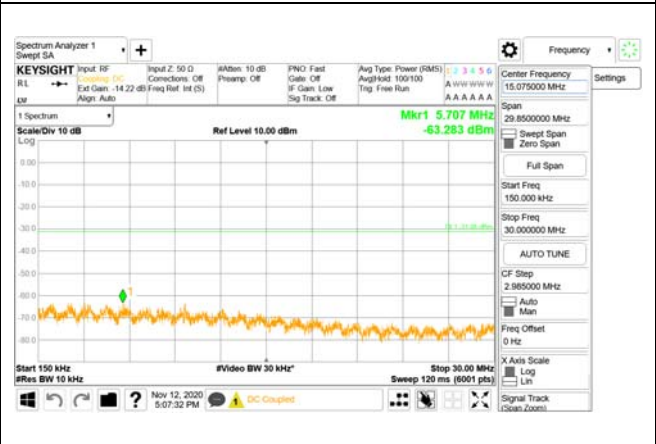 Spectrum Analyzer 1
Swept SA
+
Frequency
KEYSIGHT
RL
Input: RF
Coupling: DC
Ext Gain: -14.22 dB
Align: Auto
Input Z: 50 Ω
Corrections: Off
Freq Ref: Int (S)
#Atten: 10 dB
Preamp: Off
PNO: Fast
Gate: Off
IF Gain: Low
Sig Track: Off
Avg Type: Power (RMS)
Avg|Hold: 100/100
Trig: Free Run
1 2 3 4 5 6
A W W W W W
A A A A A A
1 Spectrum
Scale/Div 10 dB
Log
Ref Level 10.00 dBm
Mkr1 5.707 MHz
-63.283 dBm
0.00
-10.0
-20.0
-30.0
-40.0
-50.0
-60.0
-70.0
-80.0
1
Start 150 kHz
#Res BW 10 kHz
#Video BW 30 kHz*
Stop 30.00 MHz
Sweep 120 ms (6001 pts)
Nov 12, 2020
5:07:32 PM
?
1
DC Coupled
Center Frequency
15.075000 MHz
Settings
Span
29.8500000 MHz
Swept Span
Zero Span
Full Span
Start Freq
150.000 kHz
Stop Freq
30.000000 MHz
AUTO TUNE
CF Step
2.985000 MHz
Auto
Man
Freq Offset
0 Hz
X Axis Scale
Log
Lin
Signal Track
(Span Zoom)